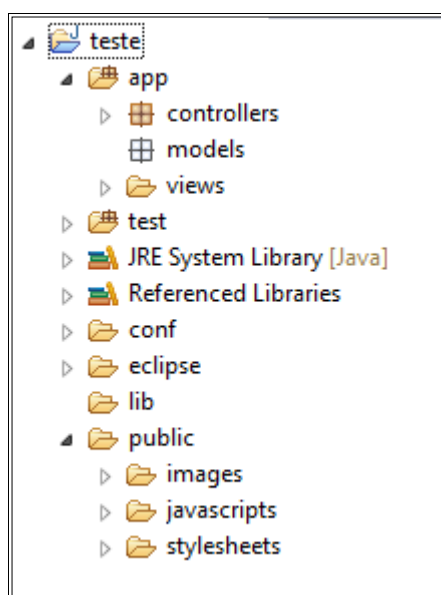 teste
app
controllers
models
views
test
JRE System Library [Java]
Referenced Libraries
conf
eclipse
lib
public
images
javascripts
stylesheets